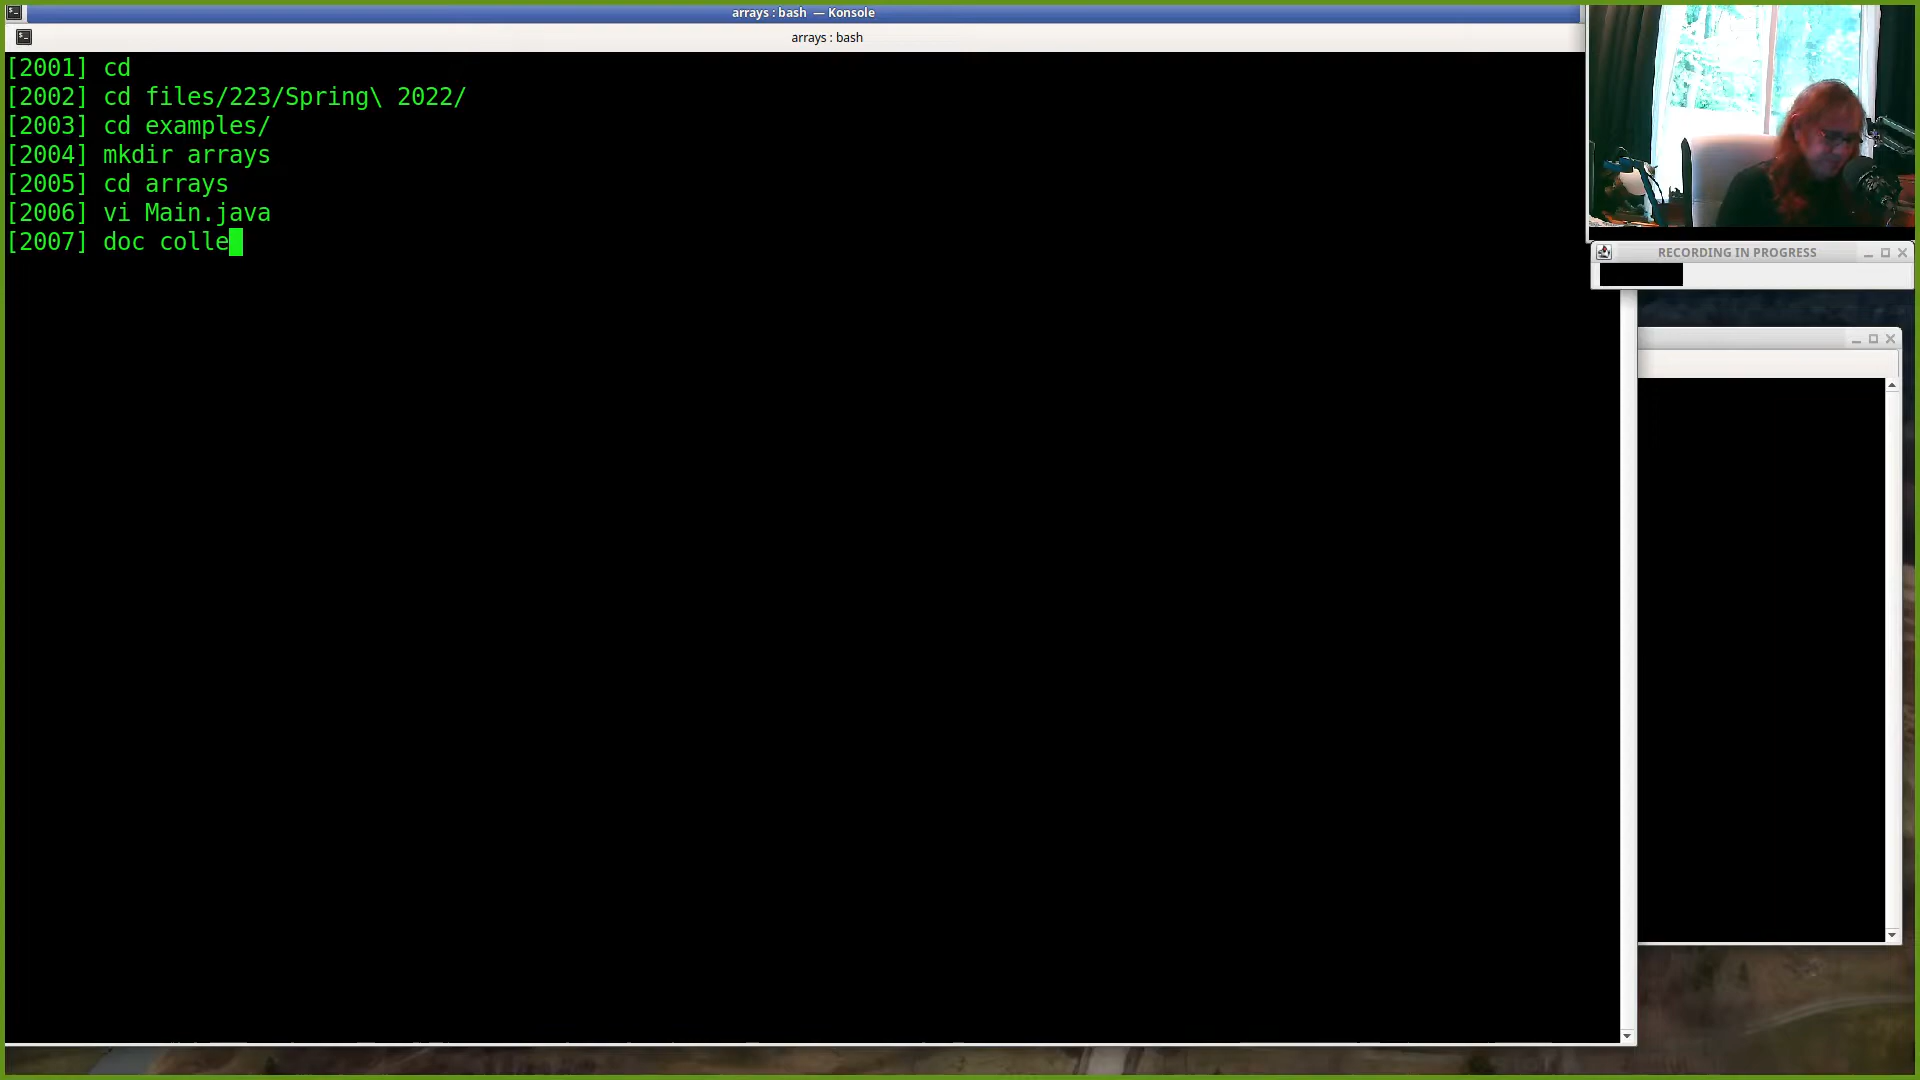 arrays : bash — Konsole
arrays : bash
[2001] cd
[2002] cd files/223/Spring\ 2022/
[2003] cd examples/
[2004] mkdir arrays
[2005] cd arrays
[2006] vi Main.java
[2007] doc colle
RECORDING IN PROGRESS